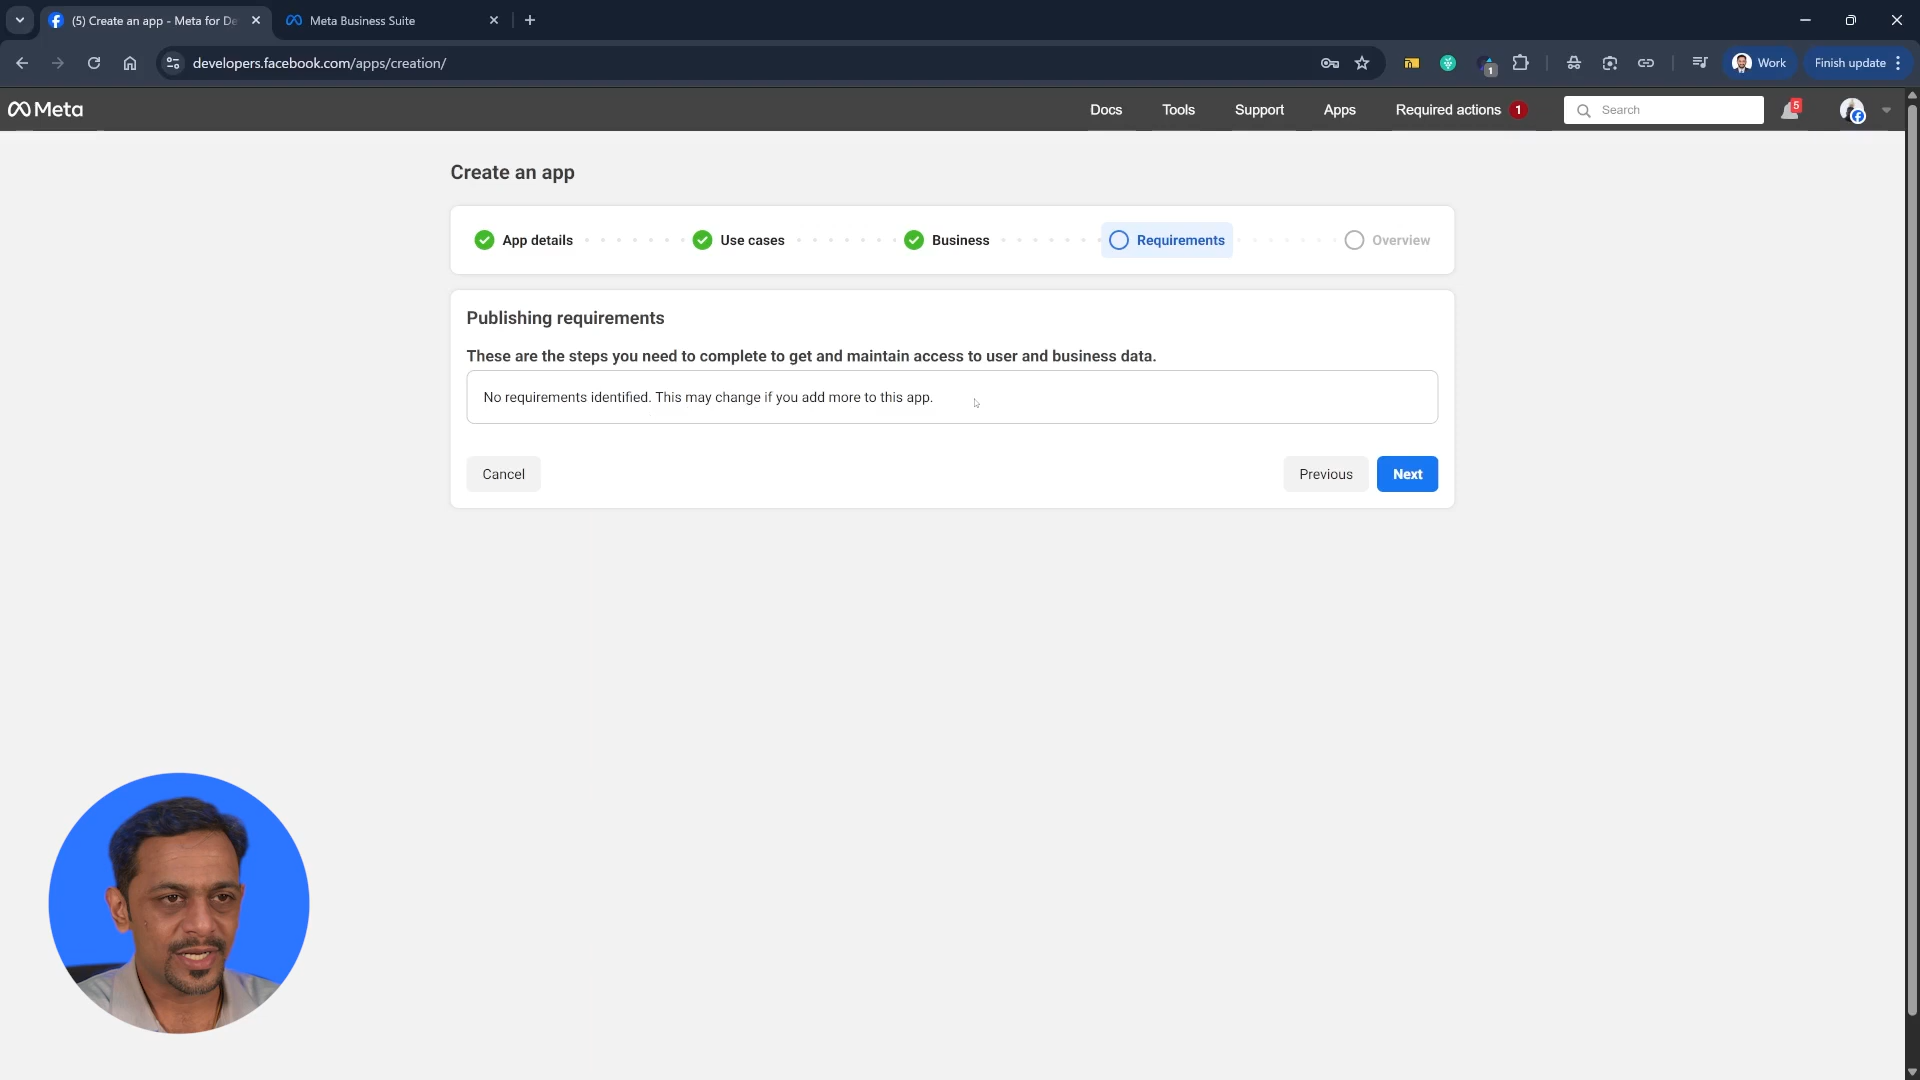 (5) Create an app - Meta for De
Meta Business Suite
developers.facebook.com/apps/creation/
1
Work
Finish update
Meta
Docs
Tools
Support
Apps
Required actions 1
Search
5
Create an app
App details
Use cases
Business
Requirements
Overview
Publishing requirements
These are the steps you need to complete to get and maintain access to user and business data.
No requirements identified. This may change if you add more to this app.
Cancel
Previous
Next